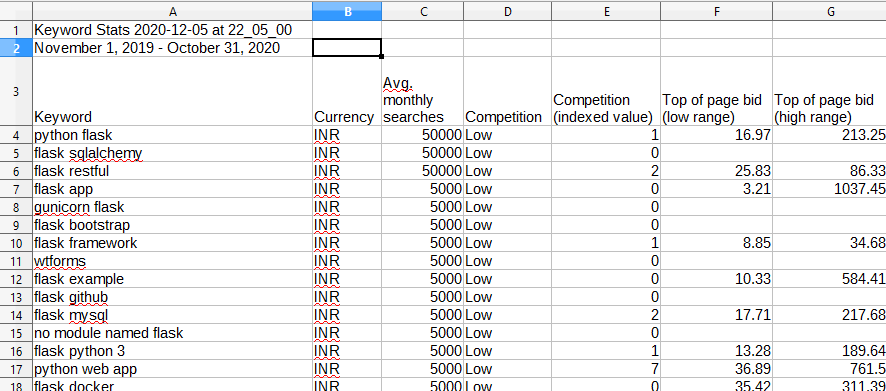 A B C D E F G
1 Keyword Stats 2020-12-05 at 22_05_00
2 November 1, 2019 - October 31, 2020
3 Keyword Currency Avg. monthly searches Competition Competition (indexed value) Top of page bid (low range) Top of page bid (high range)
4 python flask INR 50000 Low 1 16.97 213.25
5 flask sqlalchemy INR 50000 Low 0
6 flask restful INR 50000 Low 2 25.83 86.33
7 flask app INR 5000 Low 0 3.21 1037.45
8 gunicorn flask INR 5000 Low 0
9 flask bootstrap INR 5000 Low 0
10 flask framework INR 5000 Low 1 8.85 34.68
11 wtforms INR 5000 Low 0
12 flask example INR 5000 Low 0 10.33 584.41
13 flask github INR 5000 Low 0
14 flask mysql INR 5000 Low 2 17.71 217.68
15 no module named flask INR 5000 Low 0
16 flask python 3 INR 5000 Low 1 13.28 189.64
17 python web app INR 5000 Low 7 36.89 761.5
18 flask docker INR 5000 Low 0 35.42 311.39